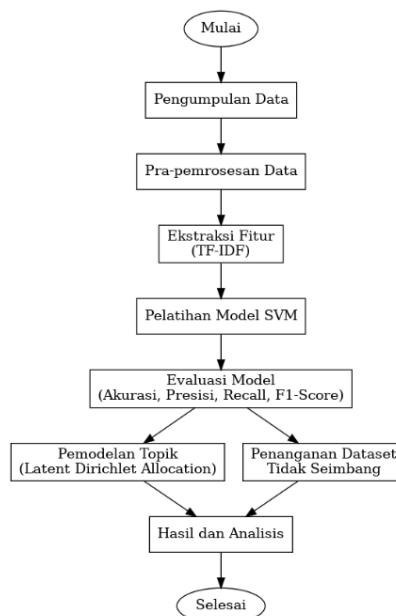 Mulai
Pengumpulan Data
Pra-pemrosesan Data
Ekstraksi Fitur
(TF-IDF)
Pelatihan Model SVM
Evaluasi Model
(Akurasi, Presisi, Recall, F1-Score)
Pemodelan Topik
(Latent Dirichlet Allocation)
Penanganan Dataset
Tidak Seimbang
Hasil dan Analisis
Selesai